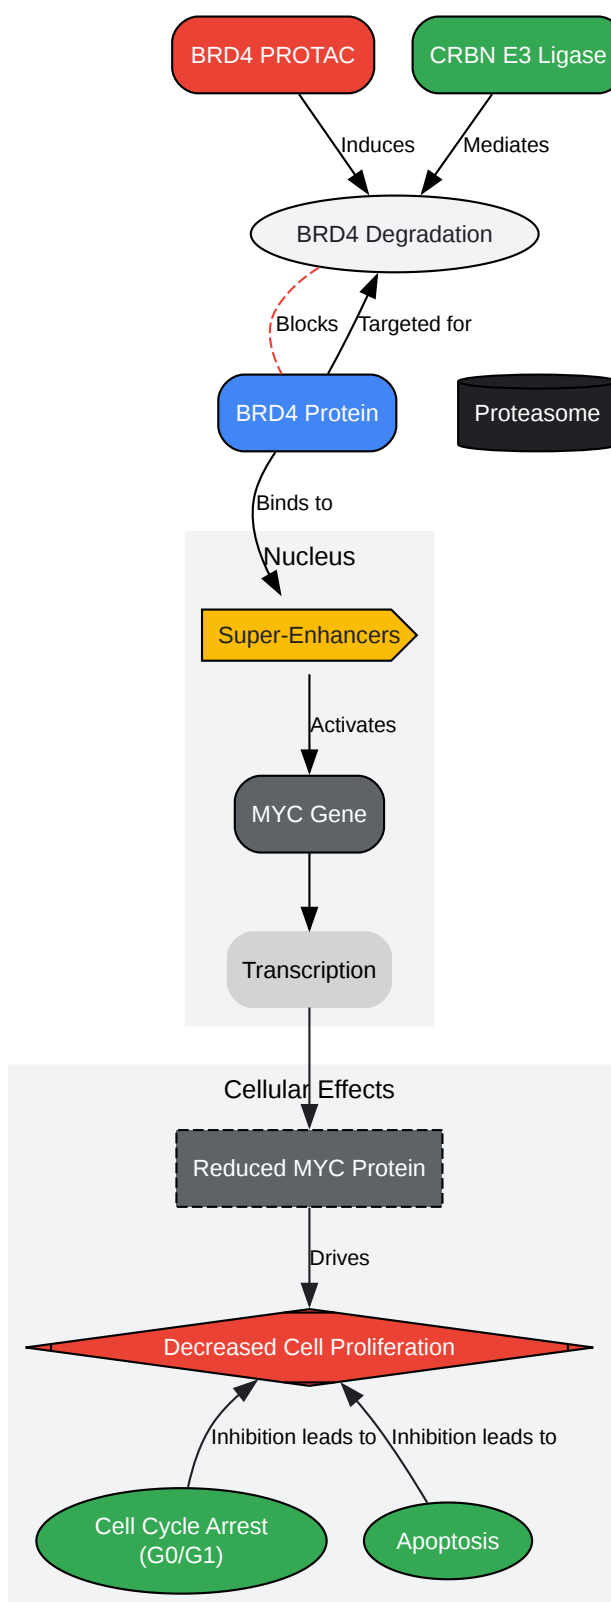 BRD4 PROTAC
CRBN E3 Ligase
Induces
Mediates
BRD4 Degradation
Blocks
Targeted for
BRD4 Protein
Proteasome
Binds to
Nucleus
Super-Enhancers
Activates
MYC Gene
Transcription
Cellular Effects
Reduced MYC Protein
Drives
Decreased Cell Proliferation
Inhibition leads to
Inhibition leads to
Cell Cycle Arrest
(G0/G1)
Apoptosis